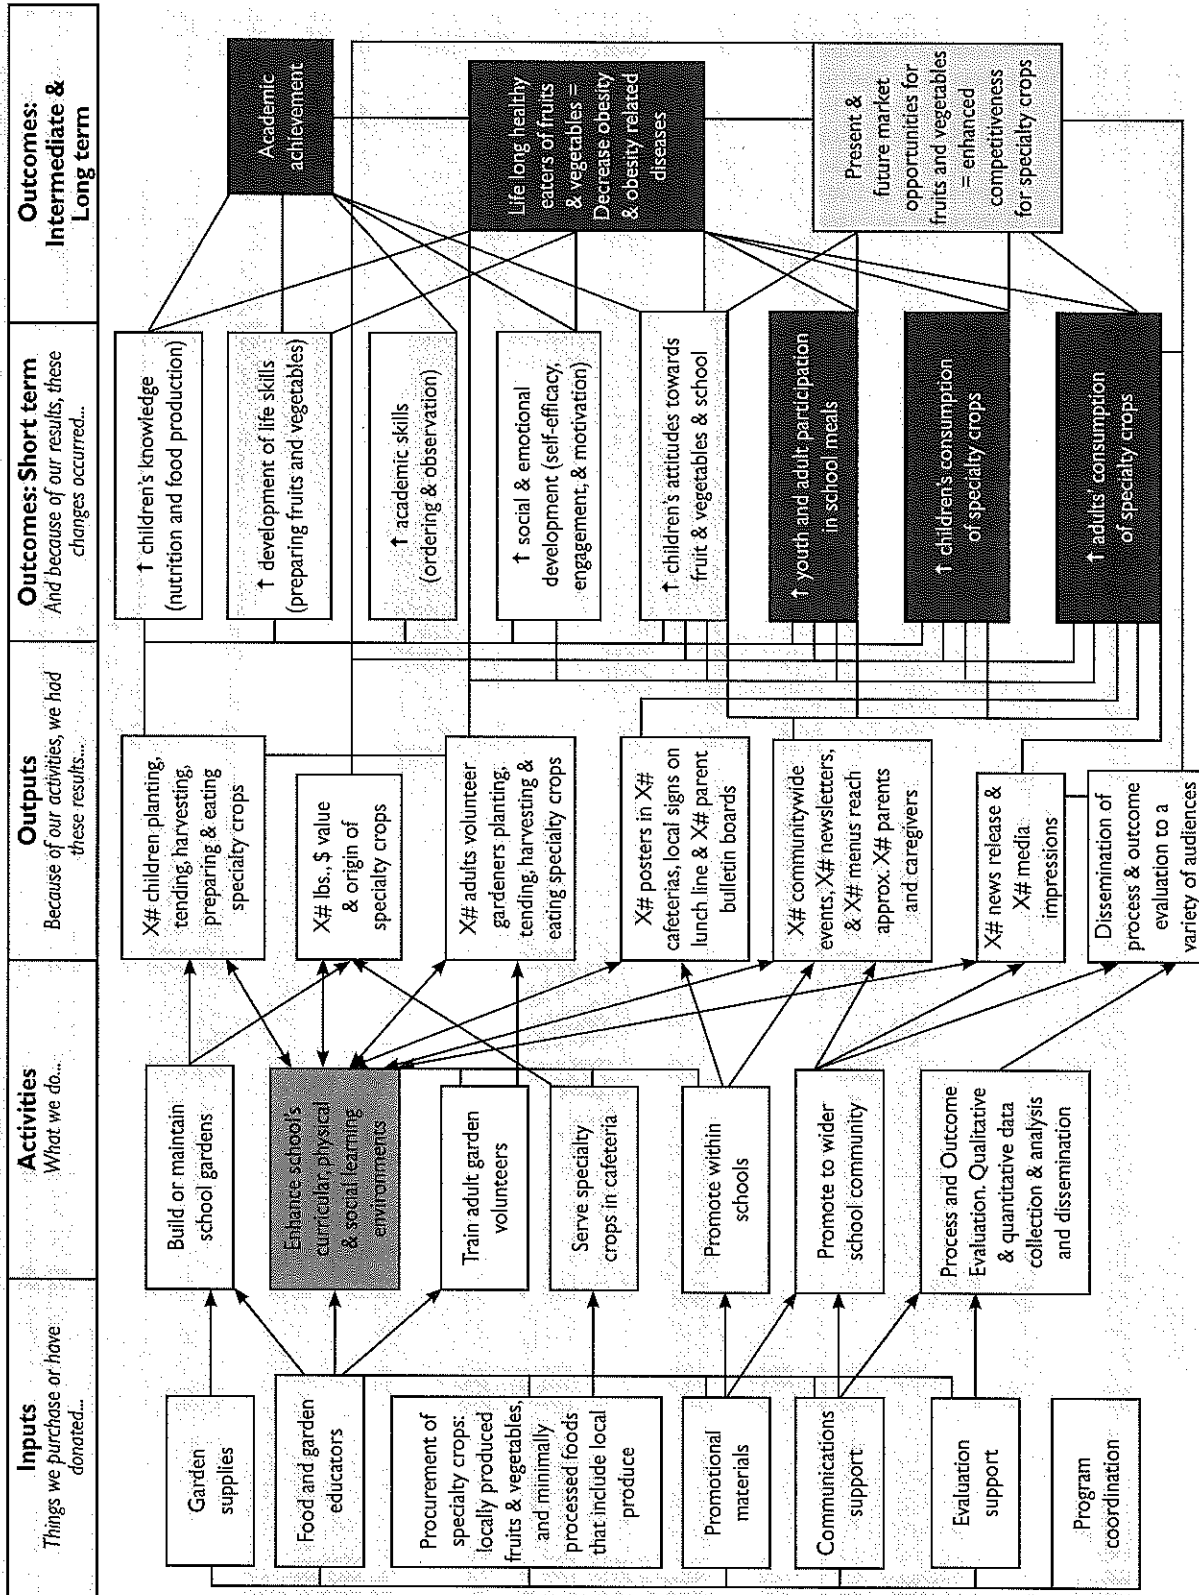 Inputs
Things we purchase or have
donated...
Garden
supplies
Food and garden
educators
Procurement of
specialty crops:
locally produced
fruits & vegetables,
and minimally
processed foods
that include local
produce
Promotional
materials
Communications
support
Evaluation
support
Program
coordination
Activities
What we do...
Build or maintain
school gardens
Enhance school's
curricular, physical
& social learning
environments
Train adult garden
volunteers
Serve specialty
crops in cafeteria
Promote within
schools
Promote to wider
school community
Process and Outcome
Evaluation. Qualitative
& quantitative data
collection & analysis
and dissemination
Outputs
Because of our activities, we had
these results...
X# children planting,
tending, harvesting,
preparing & eating
specialty crops
X# lbs., $ value
& origin of
specialty crops
X# adults volunteer
gardeners planting,
tending, harvesting &
eating specialty crops
X# posters in X#
cafeterias, local signs on
lunch line & X# parent
bulletin boards
X# communitywide
events, X# newsletters,
& X# menus reach
approx. X# parents
and caregivers
X# news release &
X# media
impressions
Dissemination of
process & outcome
evaluation to a
variety of audiences
Outcomes: Short term
And because of our results, these
changes occurred...
↑ children's knowledge
(nutrition and food production)
↑ development of life skills
(preparing fruits and vegetables)
↑ academic skills
(ordering & observation)
↑ social & emotional
development (self-efficacy,
engagement, & motivation)
↑ children's attitudes towards
fruit & vegetables & school
↑ youth and adult participation
in school meals
↑ children's consumption
of specialty crops
↑ adults' consumption
of specialty crops
Outcomes:
Intermediate &
Long term
Academic
achievement
Life long healthy
eaters of fruits
& vegetables =
Decrease obesity
& obesity related
diseases
Present &
future market
opportunities for
fruits and vegetables
= enhanced
competitiveness
for specialty crops